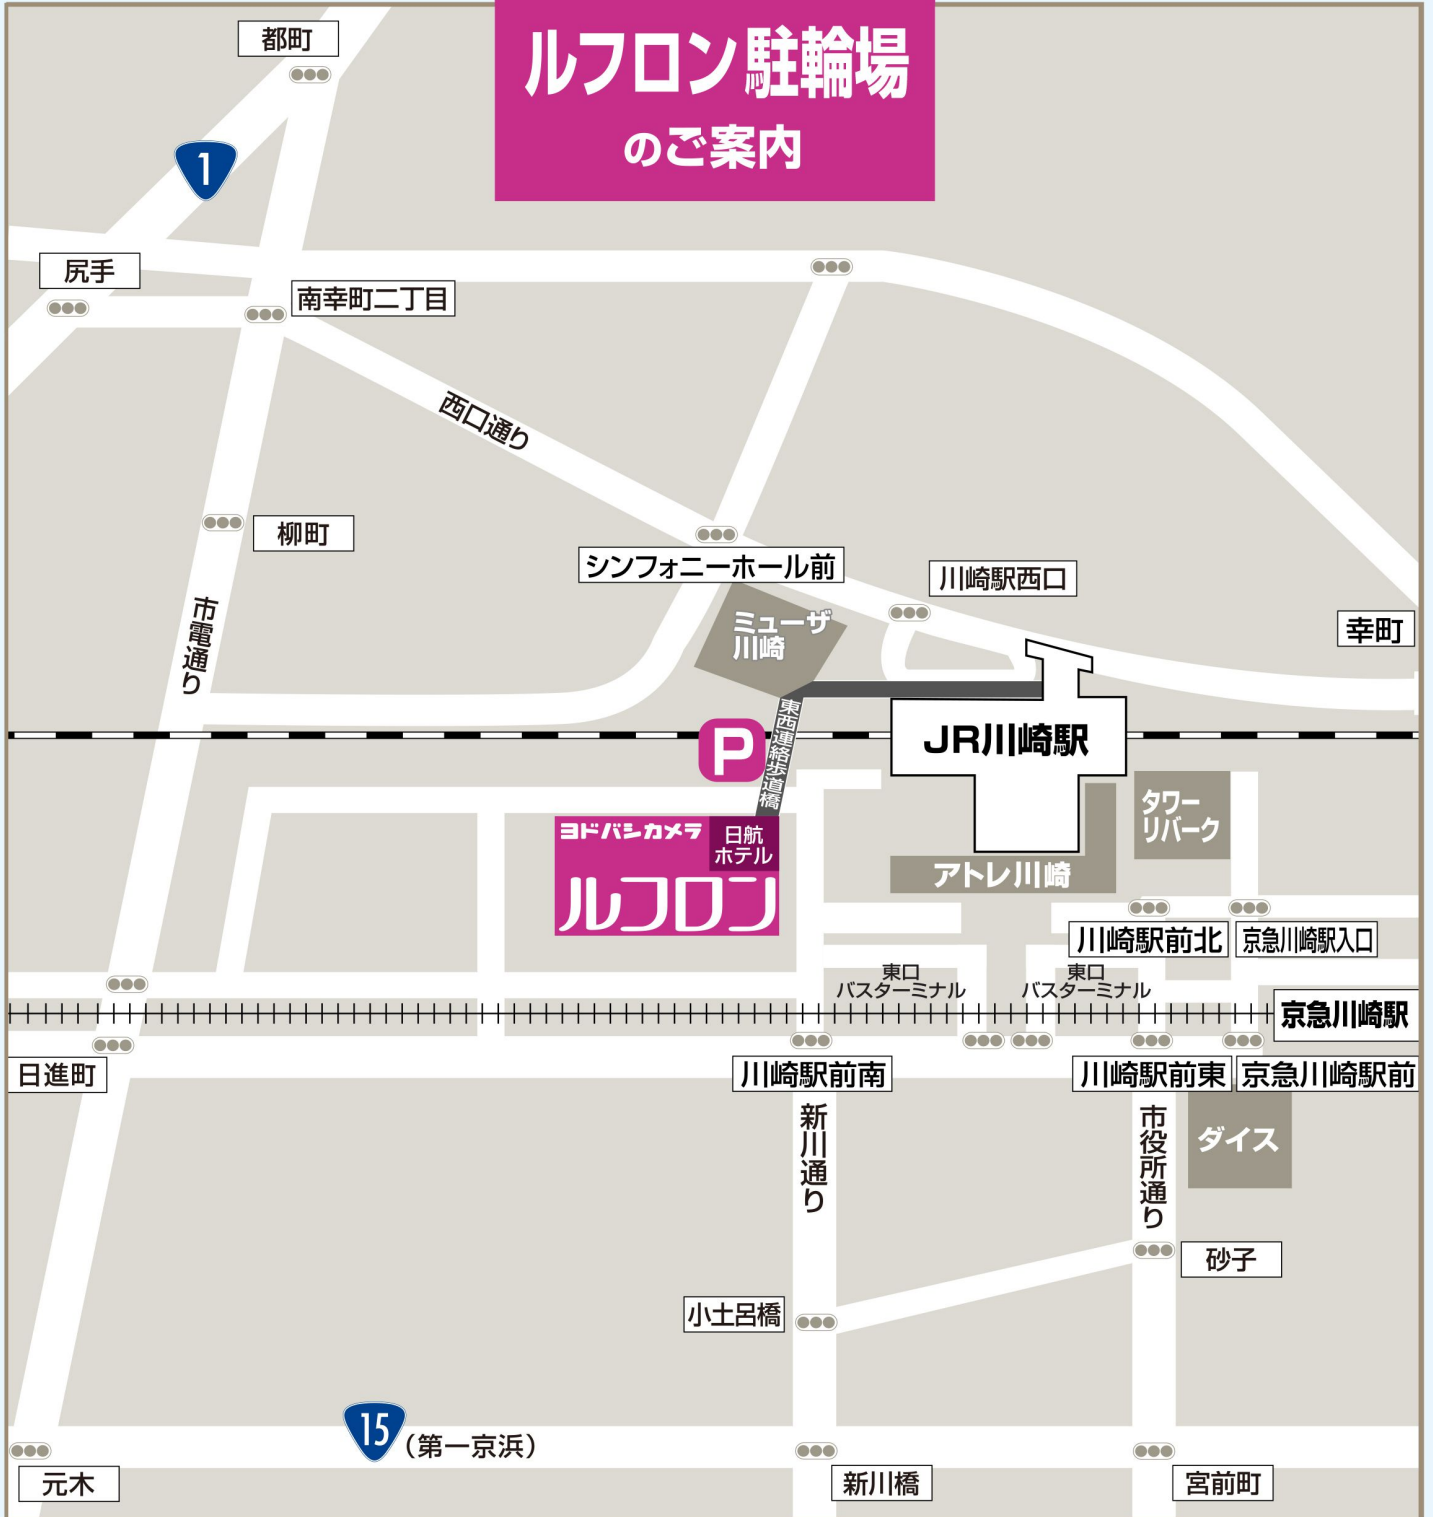 ルフロン駐輪場
のご案内
都町
1
尻手
南幸町二丁目
西口通り
柳町
シンフォニーホール前
川崎駅西口
幸町
ミューザ
川崎
市電通り
東西連絡歩道橋
P
JR川崎駅
タワー
リバーク
ヨドバシカメラ
日航
ホテル
ルフロン
アトレ川崎
川崎駅前北
京急川崎駅入口
東口
バスターミナル
東口
バスターミナル
京急川崎駅
日進町
川崎駅前南
川崎駅前東
京急川崎駅前
新川通り
市役所通り
ダイス
砂子
小土呂橋
15
(第一京浜)
元木
新川橋
宮前町